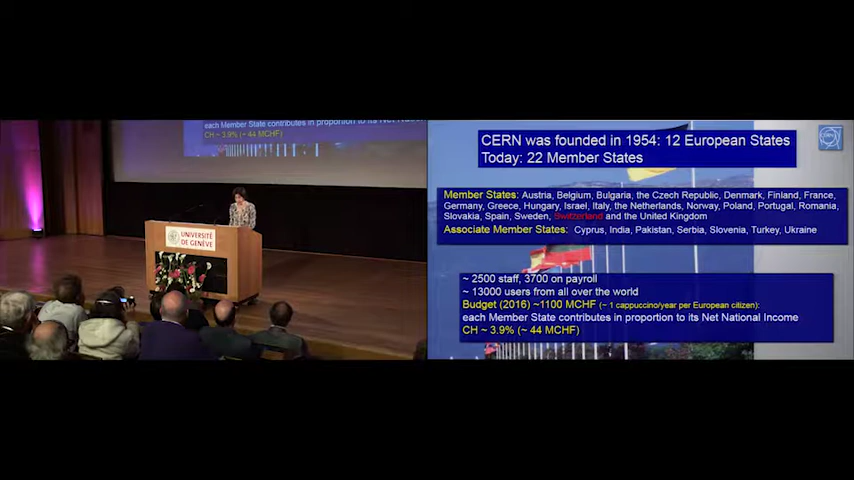 each Member State contributes in proportion to its Net Nati
CH ~ 3.9% (~ 44 MCHF)
UNIVERSITÉ
DE GENÈVE
CERN was founded in 1954: 12 European States
Today: 22 Member States
CERN
Member States: Austria, Belgium, Bulgaria, the Czech Republic, Denmark, Finland, France,
Germany, Greece, Hungary, Israel, Italy, the Netherlands, Norway, Poland, Portugal, Romania,
Slovakia, Spain, Sweden, Switzerland and the United Kingdom
Associate Member States: Cyprus, India, Pakistan, Serbia, Slovenia, Turkey, Ukraine
~ 2500 staff, 3700 on payroll
~ 13000 users from all over the world
Budget (2016) ~1100 MCHF (~ 1 cappuccino/year per European citizen):
each Member State contributes in proportion to its Net National Income
CH ~ 3.9% (~ 44 MCHF)